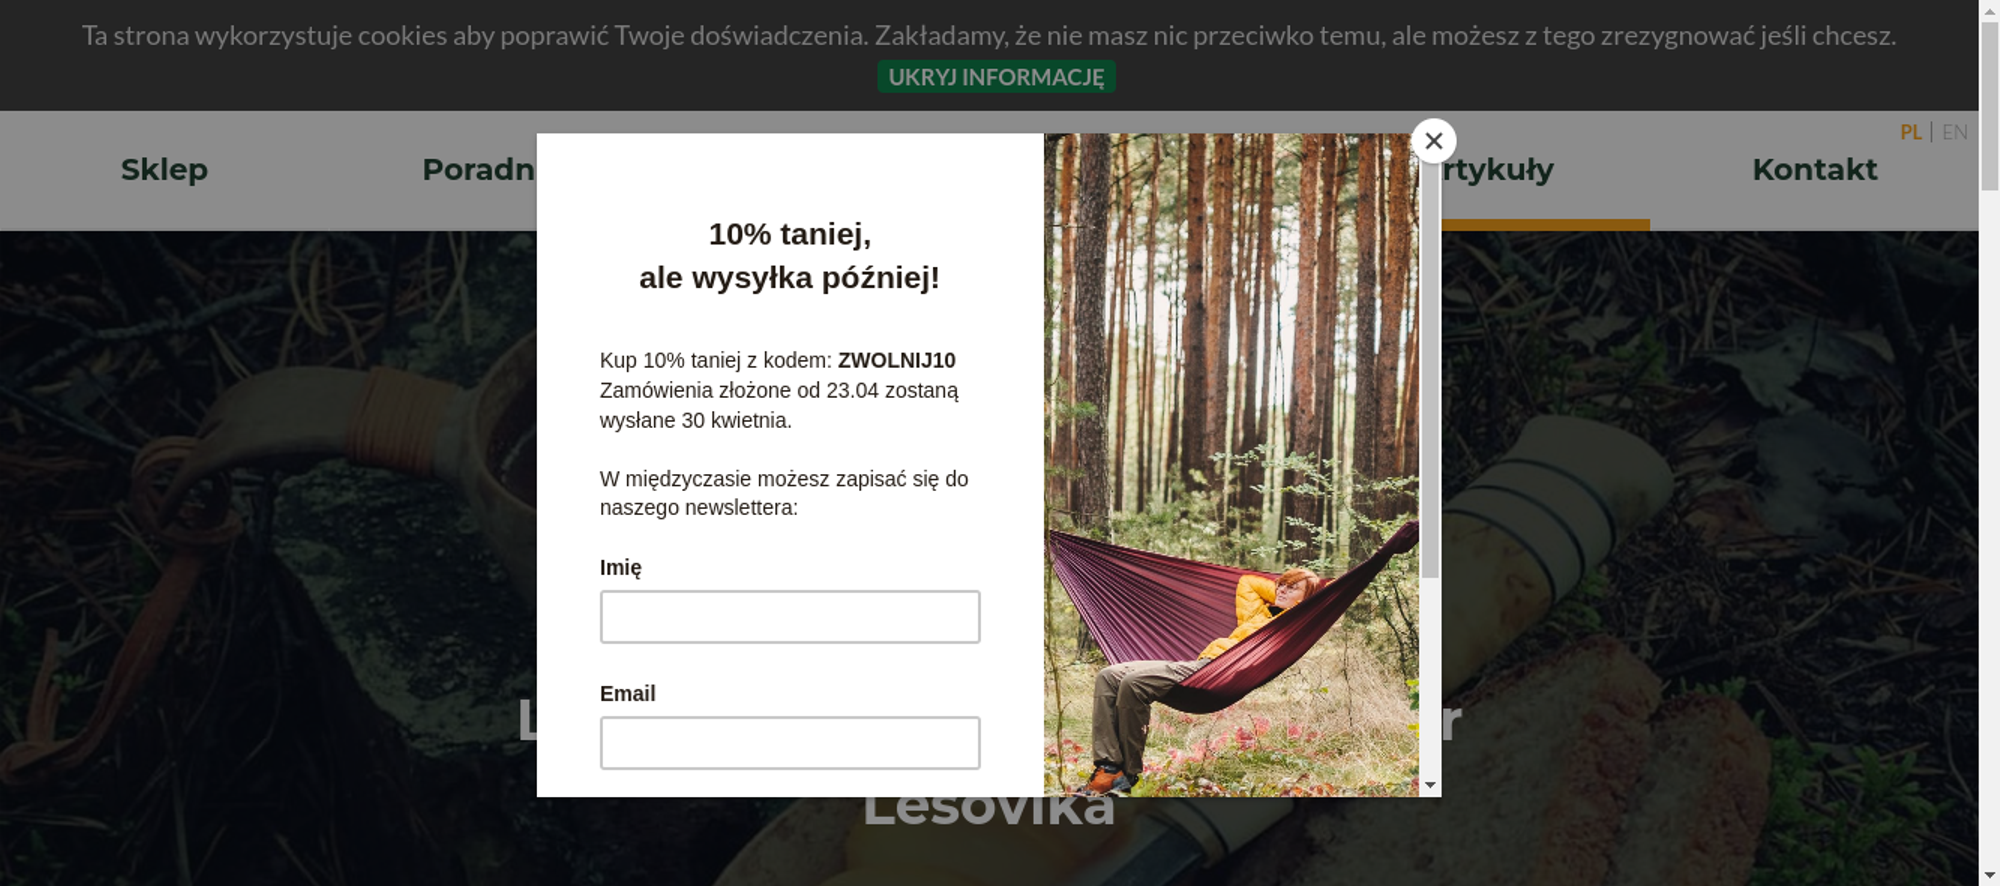 Ta strona wykorzystuje cookies aby poprawić Twoje doświadczenia. Zakładamy, że nie masz nic przeciwko temu, ale możesz z tego zrezygnować jeśli chcesz.
UKRYJ INFORMACJĘ
PL | EN
Sklep
Poradn
rtykuły
Kontakt
10% taniej,
ale wysyłka później!
Kup 10% taniej z kodem: ZWOLNIJ10
Zamówienia złożone od 23.04 zostaną
wysłane 30 kwietnia.
W międzyczasie możesz zapisać się do
naszego newslettera:
Imię
Email
Lesovika